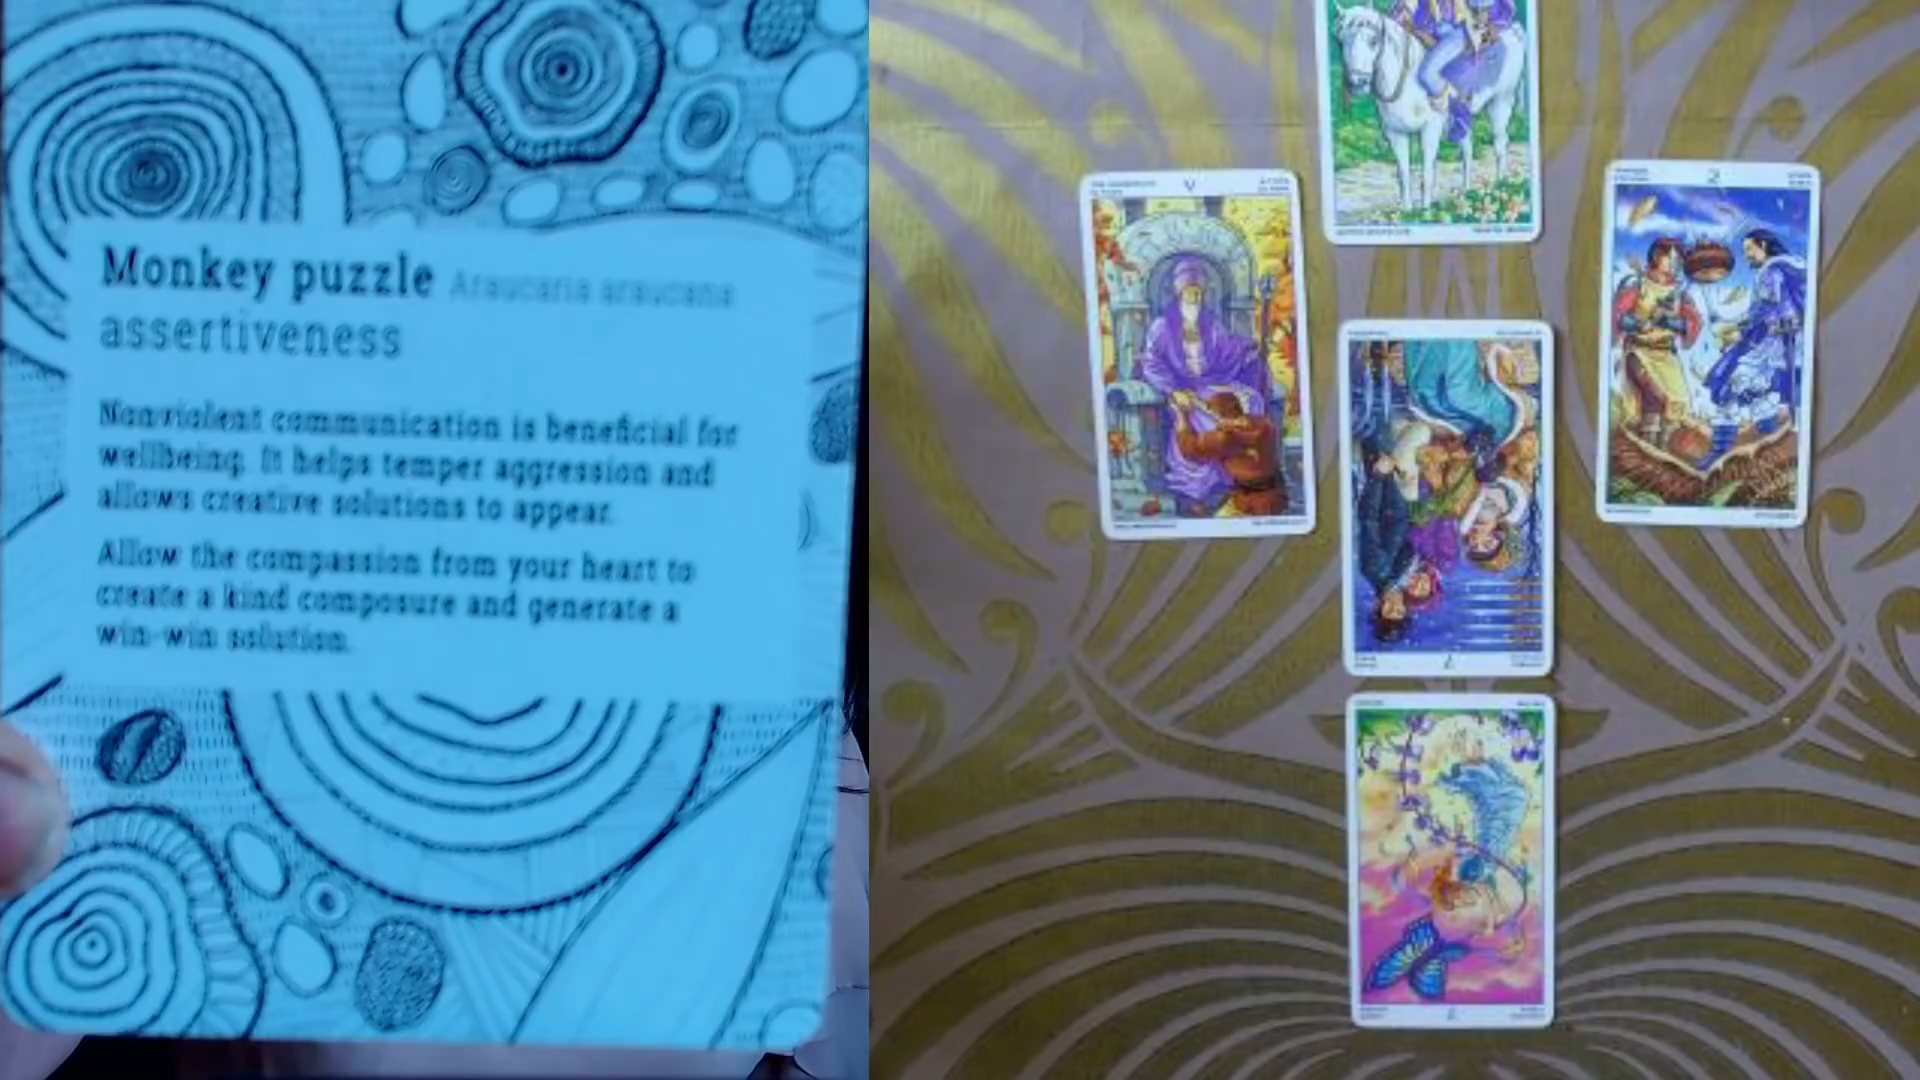 Monkey puzzle Araucaria araucana
assertiveness
Nonviolent communication is beneficial for
wellbeing. It helps temper aggression and
allows creative solutions to appear.
Allow the compassion from your heart to
create a kind composure and generate a
win-win solution.
V
2